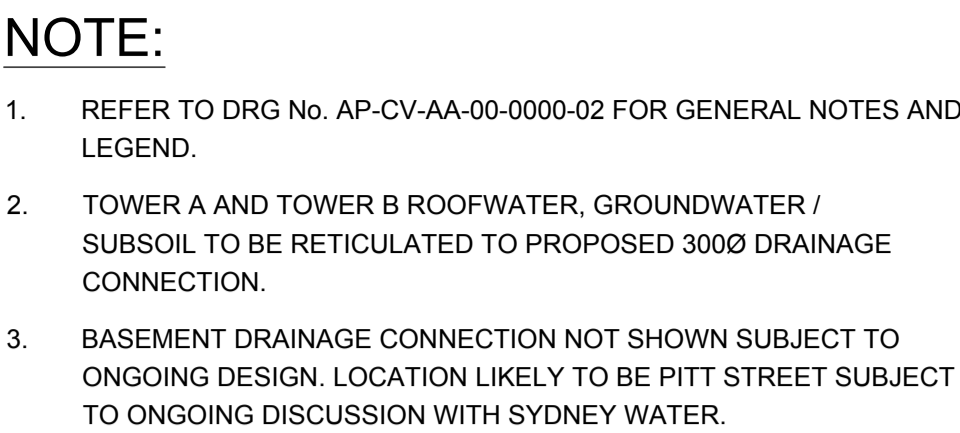 NOTE:
1. REFER TO DRG No. AP-CV-AA-00-0000-02 FOR GENERAL NOTES AND
LEGEND.
2. TOWER A AND TOWER B ROOFWATER, GROUNDWATER /
SUBSOIL TO BE RETICULATED TO PROPOSED 300Ø DRAINAGE
CONNECTION.
3. BASEMENT DRAINAGE CONNECTION NOT SHOWN SUBJECT TO
ONGOING DESIGN. LOCATION LIKELY TO BE PITT STREET SUBJECT
TO ONGOING DISCUSSION WITH SYDNEY WATER.